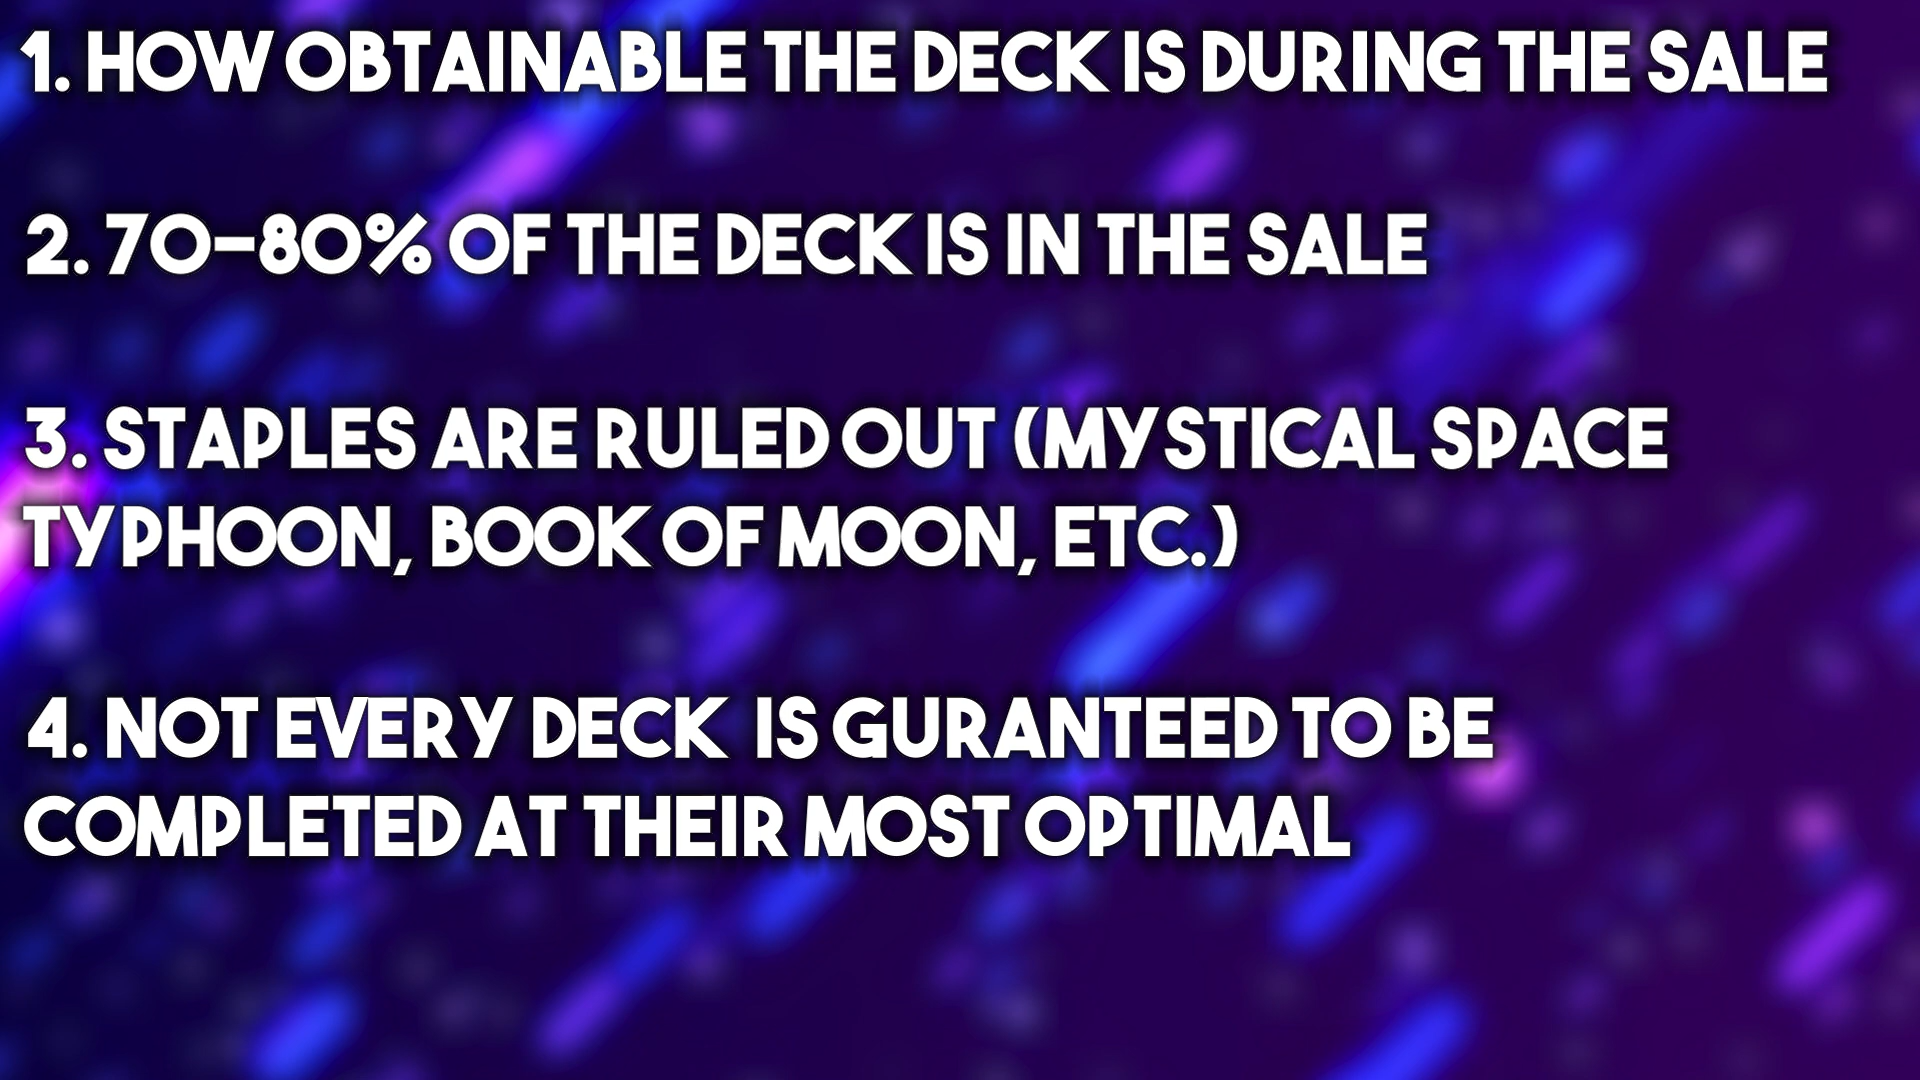 1. HOW OBTAINABLE THE DECK IS DURING THE SALE
2. 70-80% OF THE DECK IS IN THE SALE
3. STAPLES ARE RULED OUT (MYSTICAL SPACE
TYPHOON, BOOK OF MOON, ETC.)
4. NOT EVERY DECK IS GURANTEED TO BE
COMPLETED AT THEIR MOST OPTIMAL